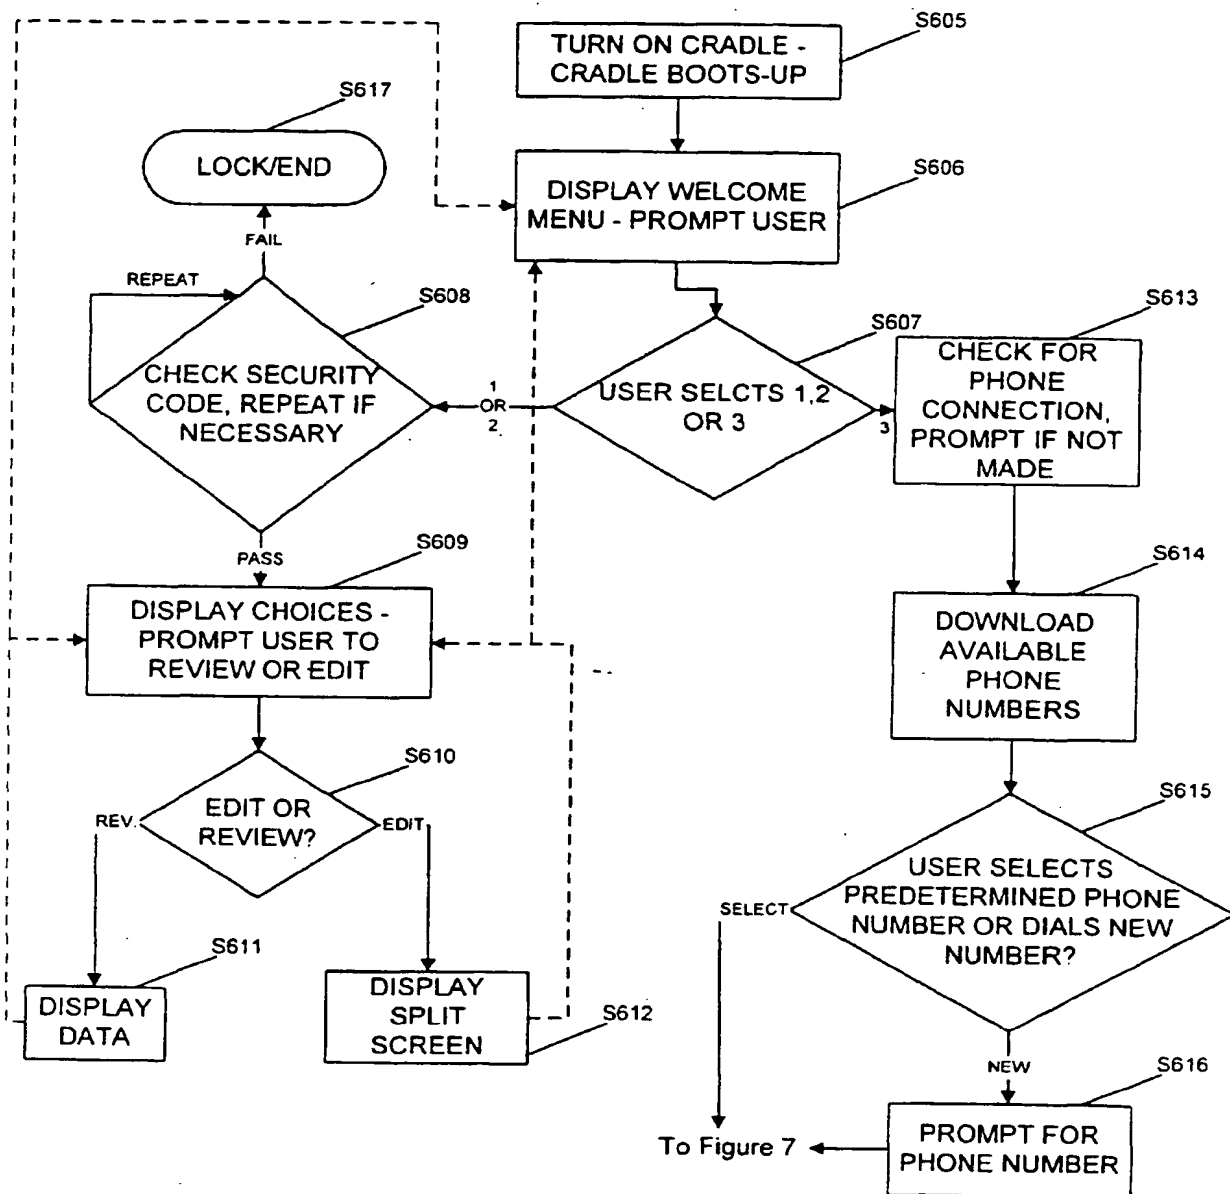 S605
TURN ON CRADLE -
CRADLE BOOTS-UP
S617
LOCK/END
S606
DISPLAY WELCOME
MENU - PROMPT USER
FAIL
REPEAT
S608
CHECK SECURITY
CODE, REPEAT IF
NECESSARY
1
OR
2
S607
USER SELCTS 1,2
OR 3
3
S613
CHECK FOR
PHONE
CONNECTION,
PROMPT IF NOT
MADE
PASS
S609
DISPLAY CHOICES -
PROMPT USER TO
REVIEW OR EDIT
S614
DOWNLOAD
AVAILABLE
PHONE
NUMBERS
S610
EDIT OR
REVIEW?
REV.
EDIT
S615
USER SELECTS
PREDETERMINED PHONE
NUMBER OR DIALS NEW
NUMBER?
SELECT
S611
DISPLAY
DATA
DISPLAY
SPLIT
SCREEN
S612
NEW
S616
PROMPT FOR
PHONE NUMBER
To Figure 7